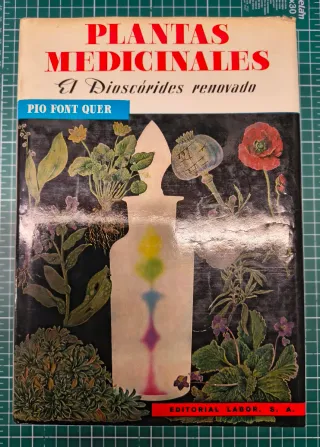 PLANTAS
MEDICINALES
El Dioscórides renovado
PIO FONT QUER
EDITORIAL LABOR, S. A.